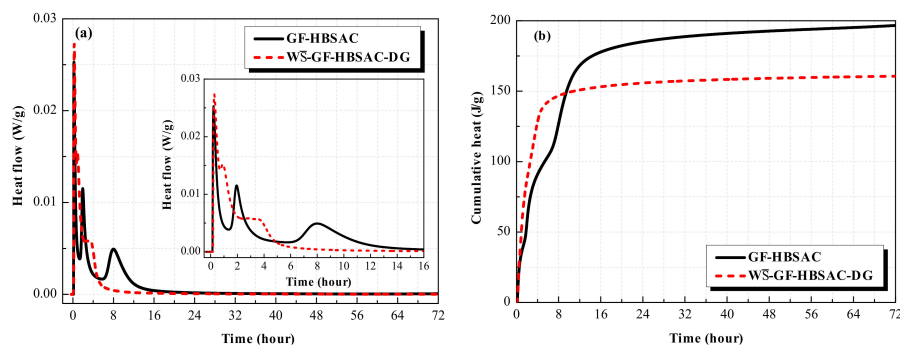 (a)
GF-HBSAC
WS̅-GF-HBSAC-DG
Heat flow (W/g)
0.03
0.02
0.01
0.00
0 8 16 24 32 40 48 56 64 72
Time (hour)
Heat flow (W/g)
0.03
0.02
0.01
0.00
0 2 4 6 8 10 12 14 16
Time (hour)
(b)
Cumulative heat (J/g)
200
150
100
50
0
GF-HBSAC
WS̅-GF-HBSAC-DG
0 8 16 24 32 40 48 56 64 72
Time (hour)